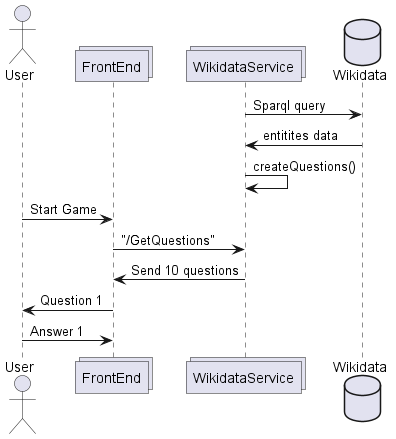 User
FrontEnd
WikidataService
Wikidata
Sparql query
entitites data
createQuestions()
Start Game
"/GetQuestions"
Send 10 questions
Question 1
Answer 1
User
FrontEnd
WikidataService
Wikidata